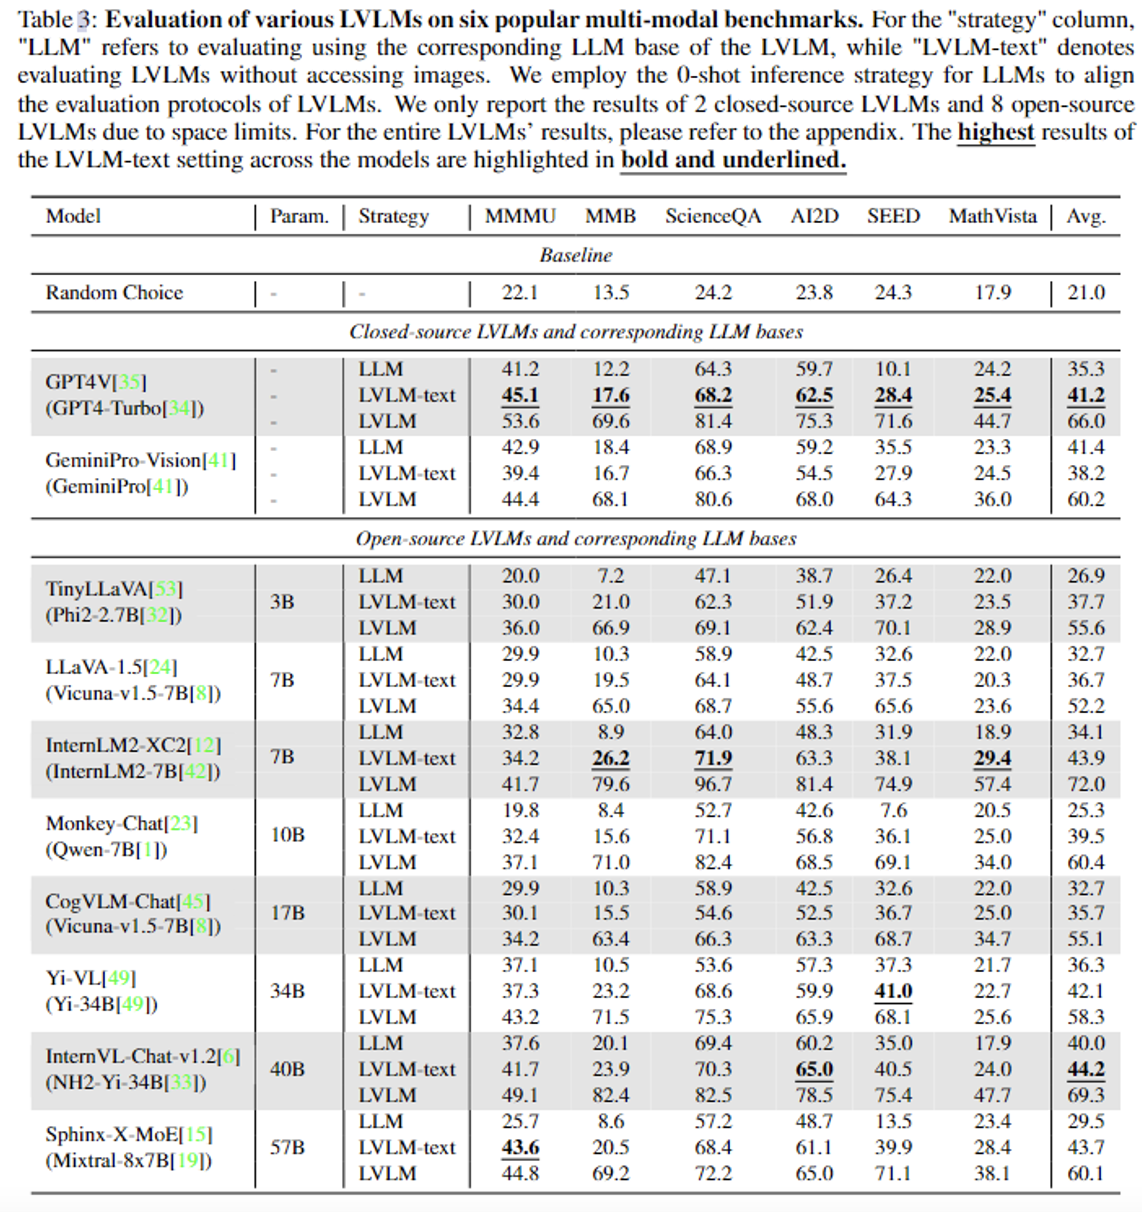 Table 3: Evaluation of various LVLMs on six popular multi-modal benchmarks. For the "strategy" column,
"LLM" refers to evaluating using the corresponding LLM base of the LVLM, while "LVLM-text" denotes
evaluating LVLMs without accessing images. We employ the 0-shot inference strategy for LLMs to align
the evaluation protocols of LVLMs. We only report the results of 2 closed-source LVLMs and 8 open-source
LVLMs due to space limits. For the entire LVLMs' results, please refer to the appendix. The highest results of
the LVLM-text setting across the models are highlighted in bold and underlined.
Model Param. Strategy MMMU MMB ScienceQA AI2D SEED MathVista Avg.
Baseline
Random Choice - - 22.1 13.5 24.2 23.8 24.3 17.9 21.0
Closed-source LVLMs and corresponding LLM bases
GPT4V[35]
(GPT4-Turbo[34])
- LLM 41.2 12.2 64.3 59.7 10.1 24.2 35.3
- LVLM-text 45.1 17.6 68.2 62.5 28.4 25.4 41.2
- LVLM 53.6 69.6 81.4 75.3 71.6 44.7 66.0
GeminiPro-Vision[41]
(GeminiPro[41])
- LLM 42.9 18.4 68.9 59.2 35.5 23.3 41.4
- LVLM-text 39.4 16.7 66.3 54.5 27.9 24.5 38.2
- LVLM 44.4 68.1 80.6 68.0 64.3 36.0 60.2
Open-source LVLMs and corresponding LLM bases
TinyLLaVA[53]
(Phi2-2.7B[32])
3B
LLM 20.0 7.2 47.1 38.7 26.4 22.0 26.9
LVLM-text 30.0 21.0 62.3 51.9 37.2 23.5 37.7
LVLM 36.0 66.9 69.1 62.4 70.1 28.9 55.6
LLaVA-1.5[24]
(Vicuna-v1.5-7B[8])
7B
LLM 29.9 10.3 58.9 42.5 32.6 22.0 32.7
LVLM-text 29.9 19.5 64.1 48.7 37.5 20.3 36.7
LVLM 34.4 65.0 68.7 55.6 65.6 23.6 52.2
InternLM2-XC2[12]
(InternLM2-7B[42])
7B
LLM 32.8 8.9 64.0 48.3 31.9 18.9 34.1
LVLM-text 34.2 26.2 71.9 63.3 38.1 29.4 43.9
LVLM 41.7 79.6 96.7 81.4 74.9 57.4 72.0
Monkey-Chat[23]
(Qwen-7B[1])
10B
LLM 19.8 8.4 52.7 42.6 7.6 20.5 25.3
LVLM-text 32.4 15.6 71.1 56.8 36.1 25.0 39.5
LVLM 37.1 71.0 82.4 68.5 69.1 34.0 60.4
CogVLM-Chat[45]
(Vicuna-v1.5-7B[8])
17B
LLM 29.9 10.3 58.9 42.5 32.6 22.0 32.7
LVLM-text 30.1 15.5 54.6 52.5 36.7 25.0 35.7
LVLM 34.2 63.4 66.3 63.3 68.7 34.7 55.1
Yi-VL[49]
(Yi-34B[49])
34B
LLM 37.1 10.5 53.6 57.3 37.3 21.7 36.3
LVLM-text 37.3 23.2 68.6 59.9 41.0 22.7 42.1
LVLM 43.2 71.5 75.3 65.9 68.1 25.6 58.3
InternVL-Chat-v1.2[6]
(NH2-Yi-34B[33])
40B
LLM 37.6 20.1 69.4 60.2 35.0 17.9 40.0
LVLM-text 41.7 23.9 70.3 65.0 40.5 24.0 44.2
LVLM 49.1 82.4 82.5 78.5 75.4 47.7 69.3
Sphinx-X-MoE[15]
(Mixtral-8x7B[19])
57B
LLM 25.7 8.6 57.2 48.7 13.5 23.4 29.5
LVLM-text 43.6 20.5 68.4 61.1 39.9 28.4 43.7
LVLM 44.8 69.2 72.2 65.0 71.1 38.1 60.1